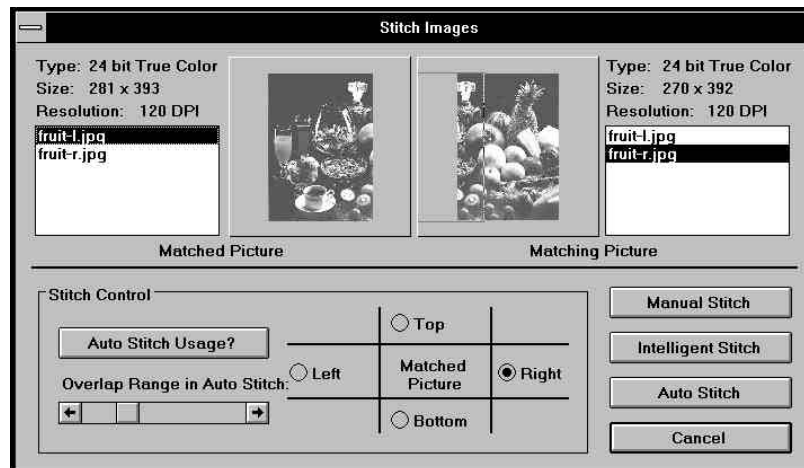 Stitch Images
Type: 24 bit True Color
Size: 281 x 393
Resolution: 120 DPI
fruit-l.jpg
fruit-r.jpg
Matched Picture
Type: 24 bit True Color
Size: 270 x 392
Resolution: 120 DPI
fruit-l.jpg
fruit-r.jpg
Matching Picture
Stitch Control
Auto Stitch Usage?
Overlap Range in Auto Stitch:
Top
Left
Matched
Picture
Right
Bottom
Manual Stitch
Intelligent Stitch
Auto Stitch
Cancel